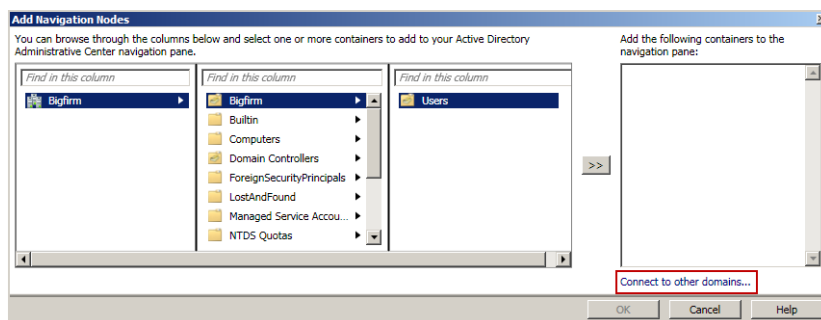 Add Navigation Nodes
You can browse through the columns below and select one or more containers to add to your Active Directory
Administrative Center navigation pane.
Add the following containers to the
navigation pane:
Find in this column
Find in this column
Find in this column
Bigfirm
Bigfirm
Users
Builtin
Computers
Domain Controllers
ForeignSecurityPrincipals
>>
LostAndFound
Managed Service Accou...
NTDS Quotas
Connect to other domains...
OK
Cancel
Help